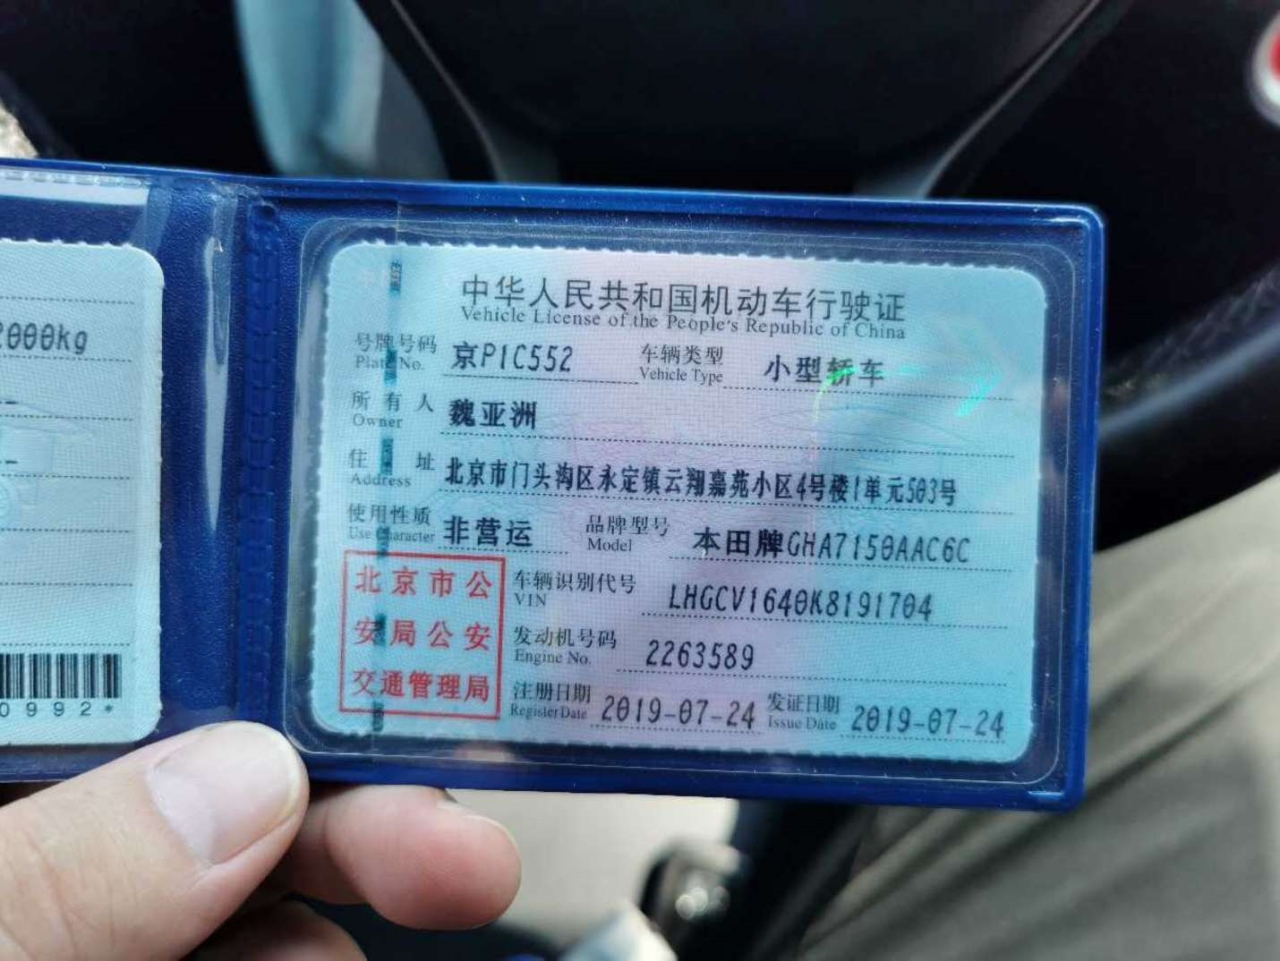 2000kg
0992*
中华人民共和国机动车行驶证
Vehicle License of the People's Republic of China
号牌号码 京P1C552 车辆类型 小型轿车
Plate No. Vehicle Type
所有人 魏亚洲
Owner
住址 北京市门头沟区永定镇云翔嘉苑小区4号楼1单元503号
Address
使用性质 非营运 品牌型号 本田牌GHA7150AAC6C
Use Character Model
北京市公
安局公安
交通管理局
车辆识别代号 LHGCV1640K8191704
VIN
发动机号码 2263589
Engine No.
注册日期 2019-07-24 发证日期 2019-07-24
Register Date Issue Date